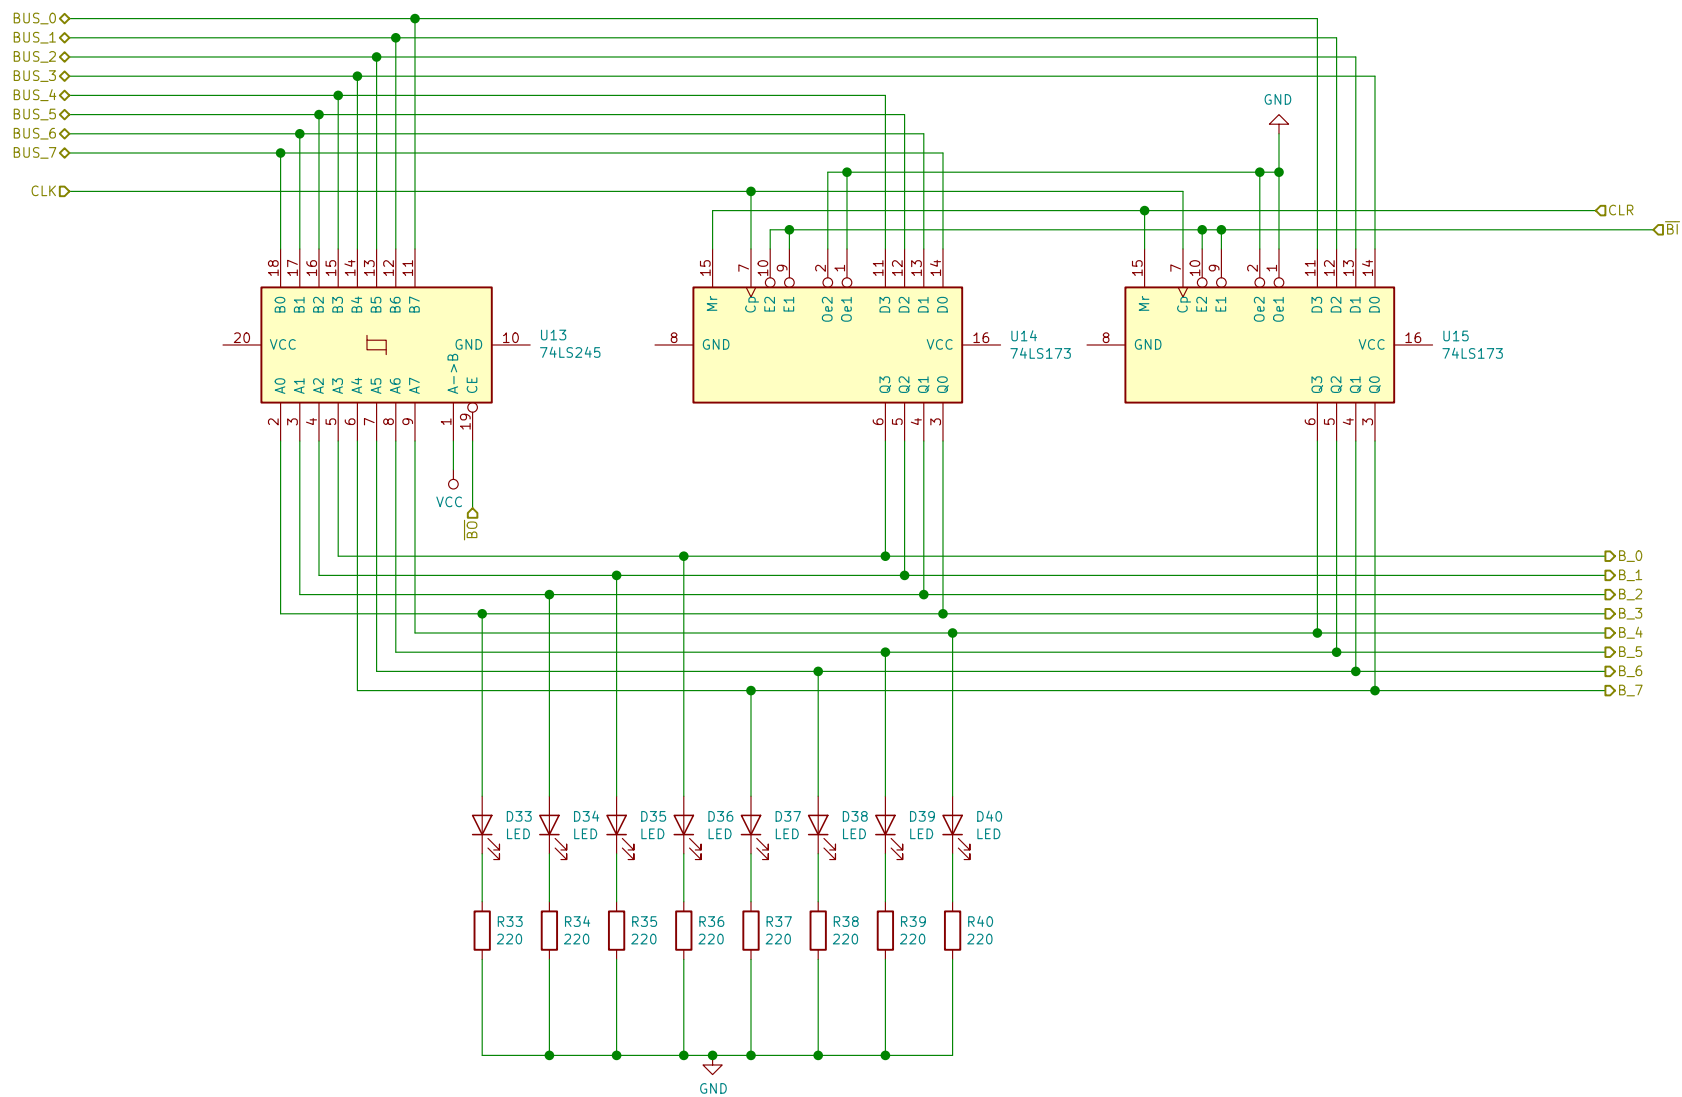 BUS_0
BUS_1
BUS_2
BUS_3
BUS_4
BUS_5
BUS_6
BUS_7
CLK
GND
CLR
BI
18 17 16 15 14 13 12 11
B0 B1 B2 B3 B4 B5 B6 B7
20 VCC GND 10
A->B CE
A0 A1 A2 A3 A4 A5 A6 A7
2 3 4 5 6 7 8 9 1 19
U13
74LS245
VCC
BO
15 7 10 9 2 1 11 12 13 14
Mr Cp E2 E1 Oe2 Oe1 D3 D2 D1 D0
8 GND VCC 16
Q3 Q2 Q1 Q0
6 5 4 3
U14
74LS173
15 7 10 9 2 1 11 12 13 14
Mr Cp E2 E1 Oe2 Oe1 D3 D2 D1 D0
8 GND VCC 16
Q3 Q2 Q1 Q0
6 5 4 3
U15
74LS173
B_0
B_1
B_2
B_3
B_4
B_5
B_6
B_7
D33 D34 D35 D36 D37 D38 D39 D40
LED LED LED LED LED LED LED LED
R33 R34 R35 R36 R37 R38 R39 R40
220 220 220 220 220 220 220 220
GND